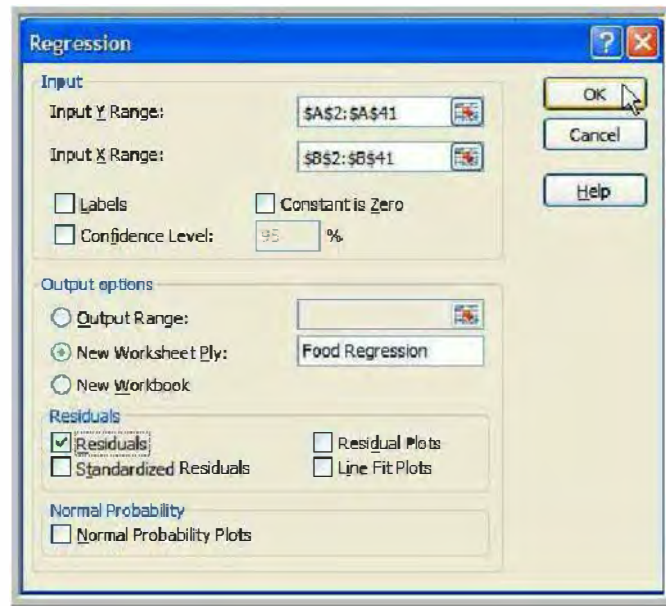 Regression
Input
Input Y Range:
$A$2:$A$41
OK
Input X Range:
$B$2:$B$41
Cancel
Labels
Constant is Zero
Help
Confidence Level:
95 %
Output options
Output Range:
New Worksheet Ply:
Food Regression
New Workbook
Residuals
Residuals
Residual Plots
Standardized Residuals
Line Fit Plots
Normal Probability
Normal Probability Plots